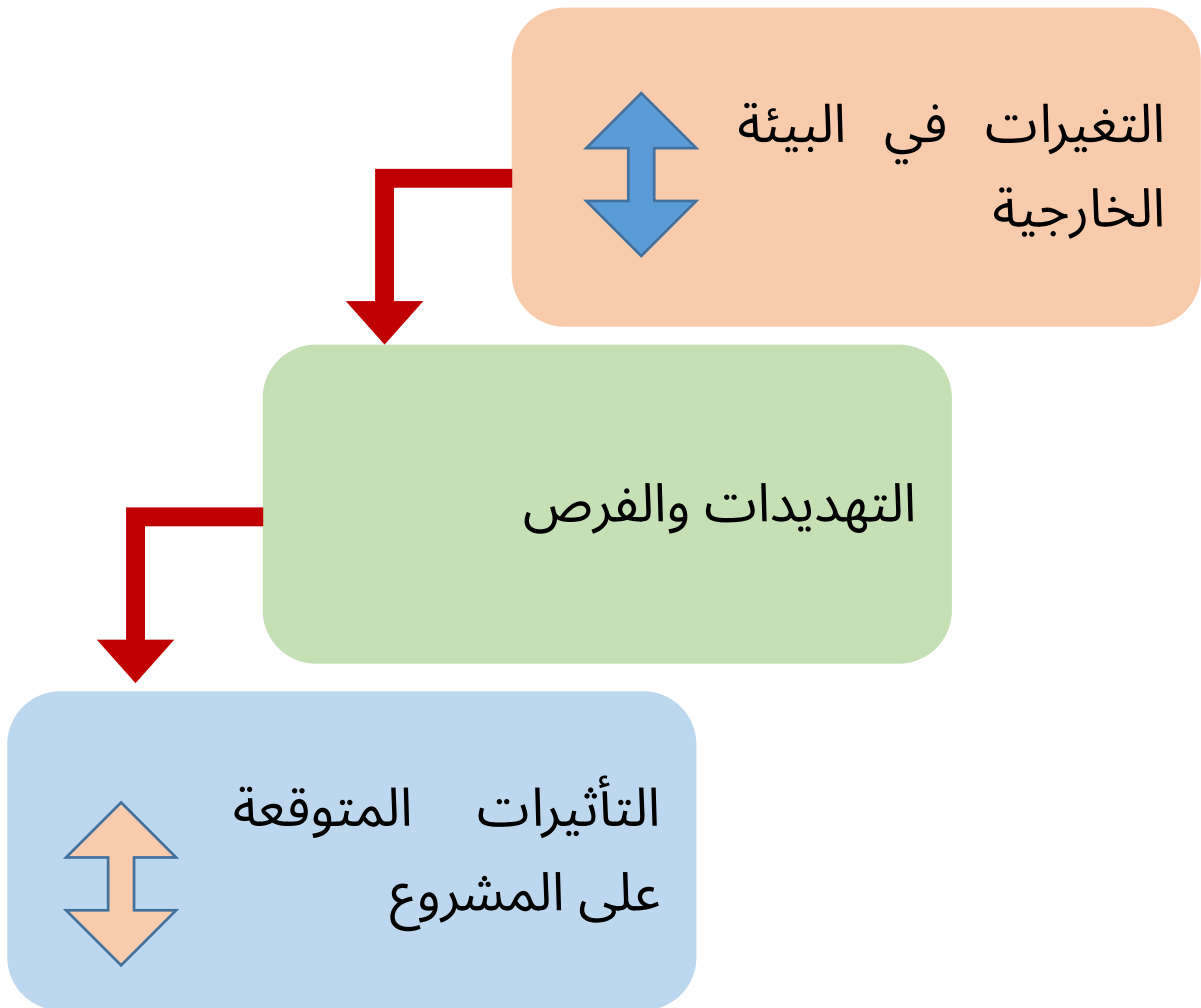 التغيرات في البيئة
الخارجية
التهديدات والفرص
التأثيرات المتوقعة
على المشروع